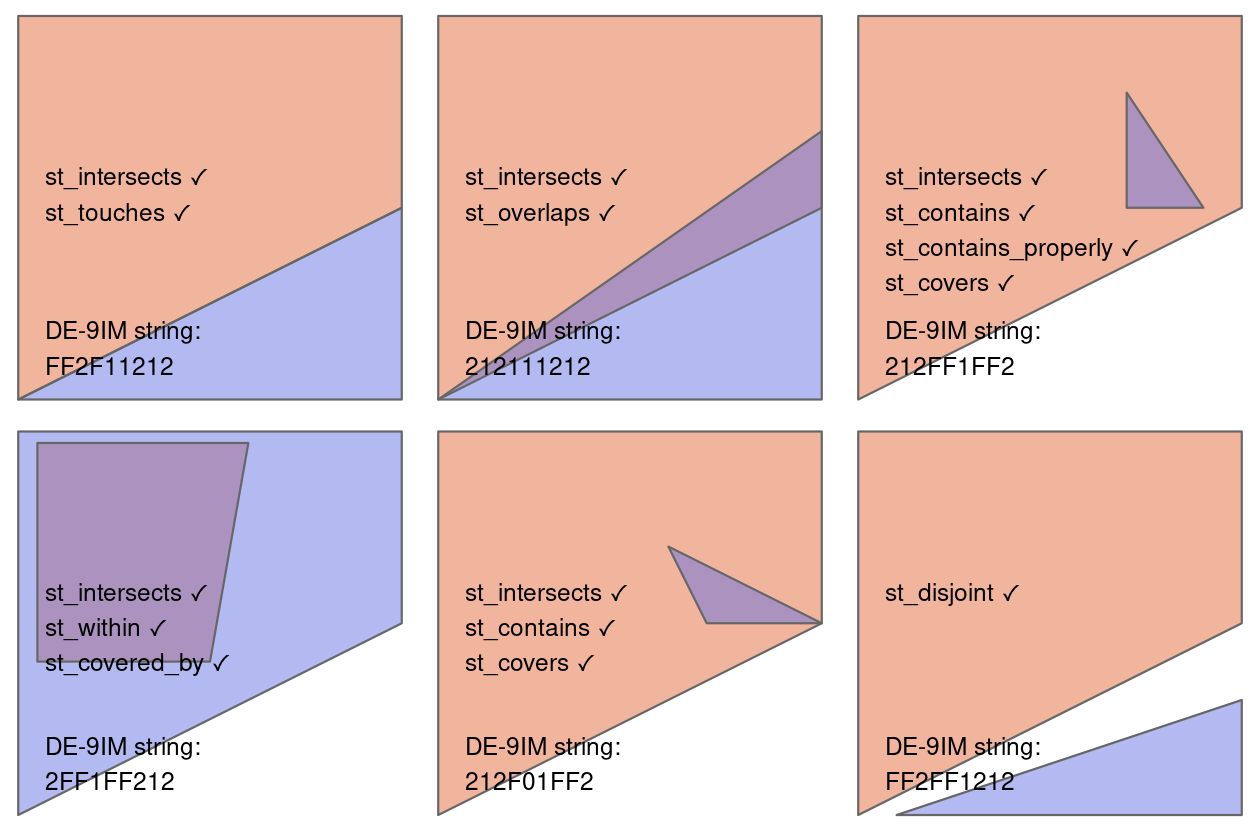 st_intersects ✓
st_touches ✓
DE-9IM string:
FF2F11212
st_intersects ✓
st_overlaps ✓
DE-9IM string:
212111212
st_intersects ✓
st_contains ✓
st_contains_properly ✓
st_covers ✓
DE-9IM string:
212FF1FF2
st_intersects ✓
st_within ✓
st_covered_by ✓
DE-9IM string:
2FF1FF212
st_intersects ✓
st_contains ✓
st_covers ✓
DE-9IM string:
212F01FF2
st_disjoint ✓
DE-9IM string:
FF2FF1212